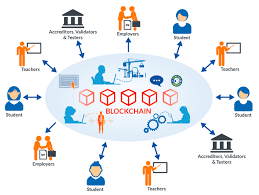 Accreditors, Validators
& Testers
Employers
Student
Teachers
Teachers
Student
BLOCKCHAIN
Student
Employers
Accreditors, Validators
& Testers
Student
Teachers